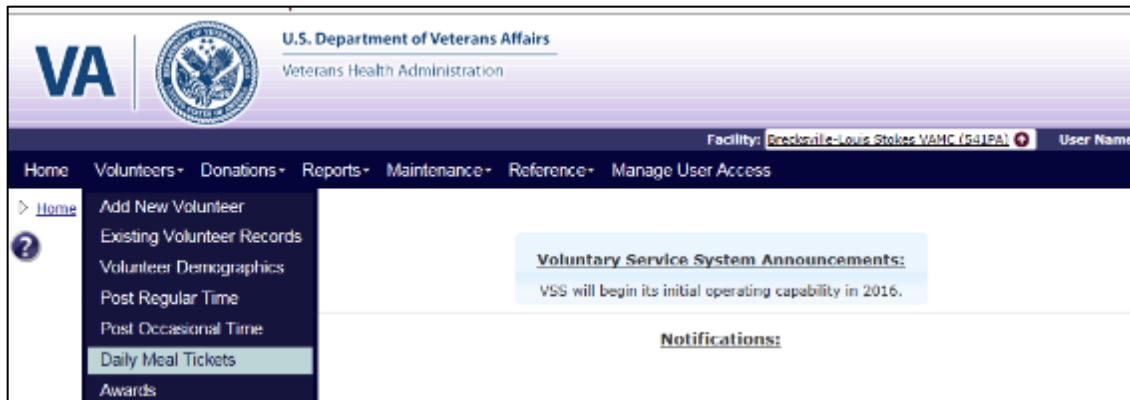 VA
U.S. Department of Veterans Affairs
Veterans Health Administration
Facility: Brecksville-Louis Stokes VAMC (541PA) User Name
Home Volunteers Donations Reports Maintenance Reference Manage User Access
Home
Add New Volunteer
Existing Volunteer Records
Volunteer Demographics
Post Regular Time
Post Occasional Time
Daily Meal Tickets
Awards
?
Voluntary Service System Announcements:
VSS will begin its initial operating capability in 2016.
Notifications: